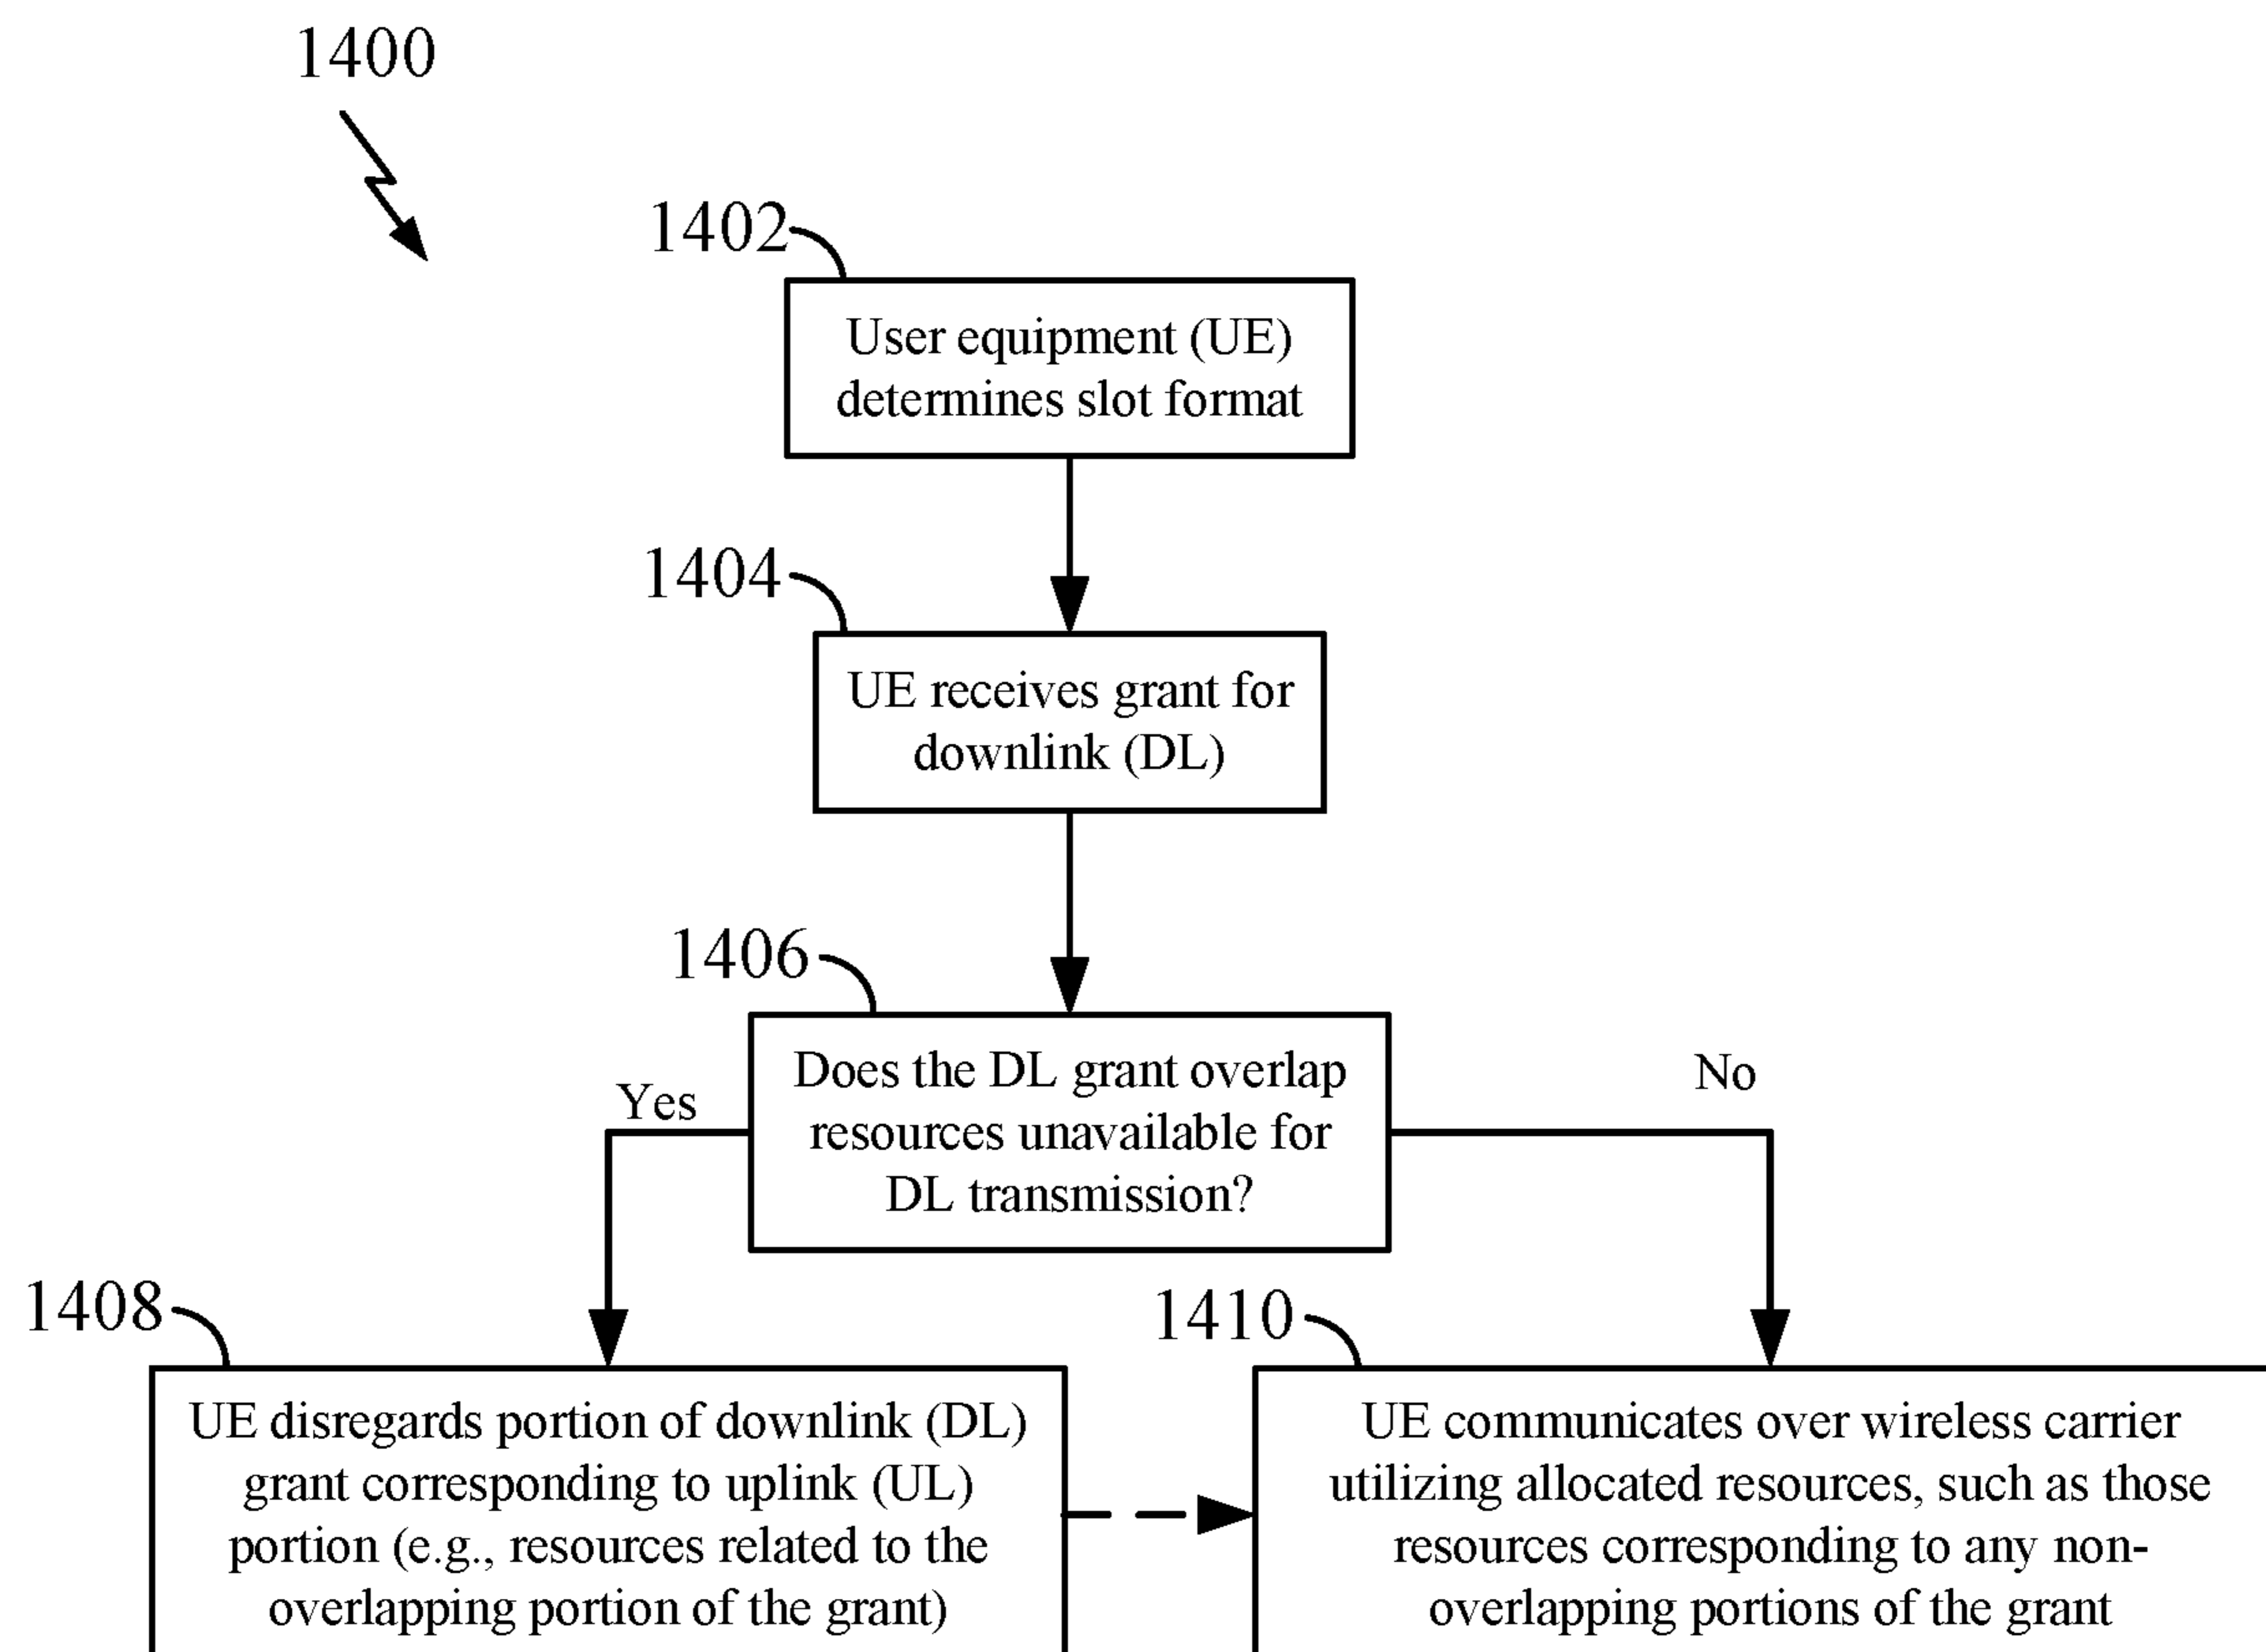 1400
1402
User equipment (UE)
determines slot format
1404
UE receives grant for
downlink (DL)
1406
Does the DL grant overlap
resources unavailable for
DL transmission?
Yes
No
1408
UE disregards portion of downlink (DL)
grant corresponding to uplink (UL)
portion (e.g., resources related to the
overlapping portion of the grant)
1410
UE communicates over wireless carrier
utilizing allocated resources, such as those
resources corresponding to any non-
overlapping portions of the grant